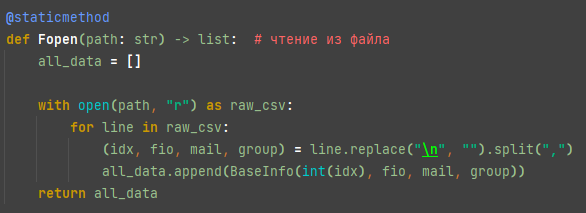 @staticmethod
def Fopen(path: str) -> list:  # чтение из файла
    all_data = []

    with open(path, "r") as raw_csv:
        for line in raw_csv:
            (idx, fio, mail, group) = line.replace("\n", "").split(",")
            all_data.append(BaseInfo(int(idx), fio, mail, group))
    return all_data